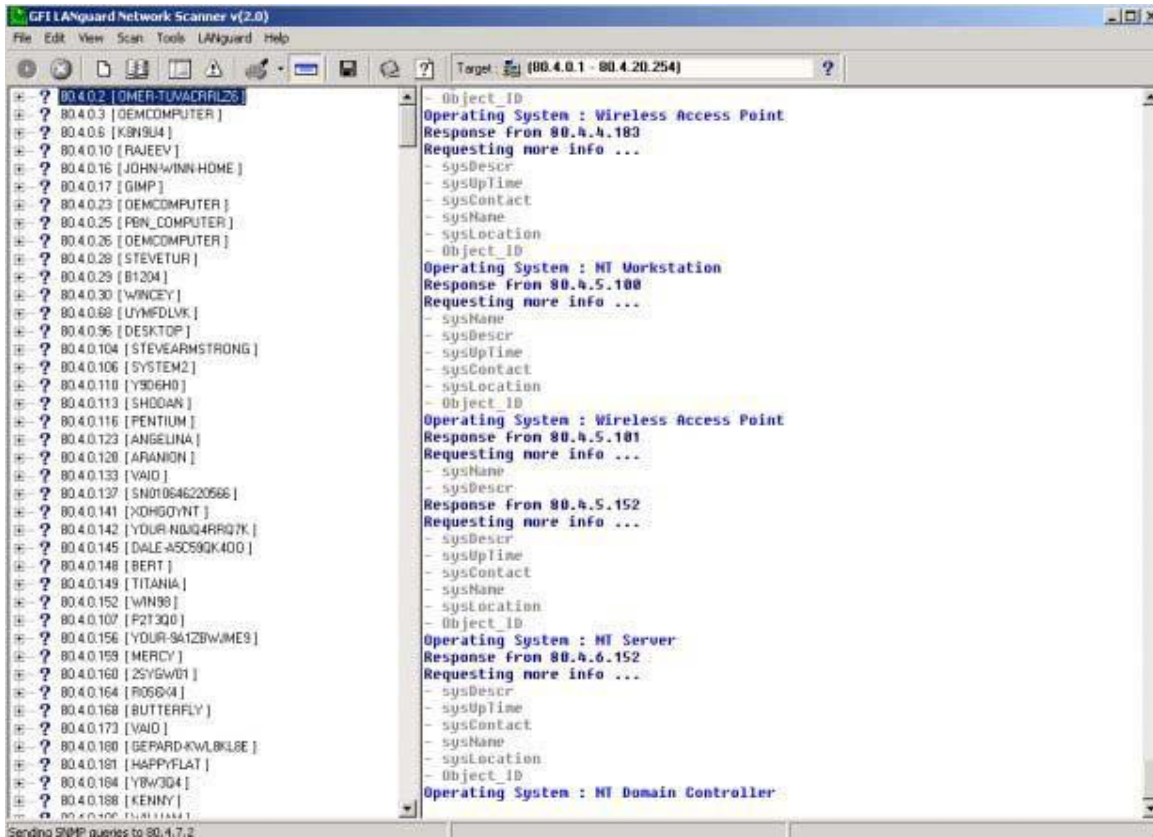 GFI LANguard Network Scanner v(2.0)
File Edit View Scan Tools LANguard Help
Target: (80.4.0.1 - 80.4.20.254)
80.4.0.2 [ OMER-TUVACRRLZ6 ]
80.4.0.3 [ OEMCOMPUTER ]
80.4.0.6 [ K8N9U4 ]
80.4.0.10 [ RAJEEV ]
80.4.0.16 [ JOHN-WINN-HOME ]
80.4.0.17 [ GIMP ]
80.4.0.23 [ OEMCOMPUTER ]
80.4.0.25 [ PBN_COMPUTER ]
80.4.0.26 [ OEMCOMPUTER ]
80.4.0.28 [ STEVETUR ]
80.4.0.29 [ B1204 ]
80.4.0.30 [ WINCEY ]
80.4.0.68 [ UYMFDLVK ]
80.4.0.96 [ DESKTOP ]
80.4.0.104 [ STEVEARMSTRONG ]
80.4.0.106 [ SYSTEM2 ]
80.4.0.110 [ Y9D6H0 ]
80.4.0.113 [ SHODAN ]
80.4.0.116 [ PENTIUM ]
80.4.0.123 [ ANGELINA ]
80.4.0.128 [ ARANION ]
80.4.0.133 [ VAIO ]
80.4.0.137 [ SN010646220566 ]
80.4.0.141 [ XOHGOYNT ]
80.4.0.142
80.4.0.145
80.4.0.148 [ BERT ]
80.4.0.149 [ TITANIA ]
80.4.0.152 [ WIN98 ]
80.4.0.107 [ P2T3Q0 ]
80.4.0.156 [ YOUR-9A1ZBWJME9 ]
80.4.0.159 [ MERCY ]
80.4.0.160 [ 2SYGW01 ]
80.4.0.164 [ R0S6X4 ]
80.4.0.168 [ BUTTERFLY ]
80.4.0.173 [ VAIO ]
80.4.0.180 [ GEPARD-KWL8KL8E ]
80.4.0.181 [ HAPPYFLAT ]
80.4.0.184 [ Y8W3Q4 ]
80.4.0.188 [ KENNY ]
- Object_ID
Operating System : Wireless Access Point
Response from 80.4.4.183
Requesting more info ...
- sysDescr
- sysUpTime
- sysContact
- sysName
- sysLocation
- Object_ID
Operating System : NT Workstation
Response from 80.4.5.100
Requesting more info ...
- sysName
- sysDescr
- sysUpTime
- sysContact
- sysLocation
- Object_ID
Operating System : Wireless Access Point
Response from 80.4.5.101
Requesting more info ...
- sysName
- sysDescr
Response from 80.4.5.152
Requesting more info ...
- sysDescr
- sysUpTime
- sysContact
- sysName
- sysLocation
- Object_ID
Operating System : NT Server
Response from 80.4.6.152
Requesting more info ...
- sysDescr
- sysUpTime
- sysContact
- sysName
- sysLocation
- Object_ID
Operating System : NT Domain Controller
Sending SNMP queries to 80.4.7.2